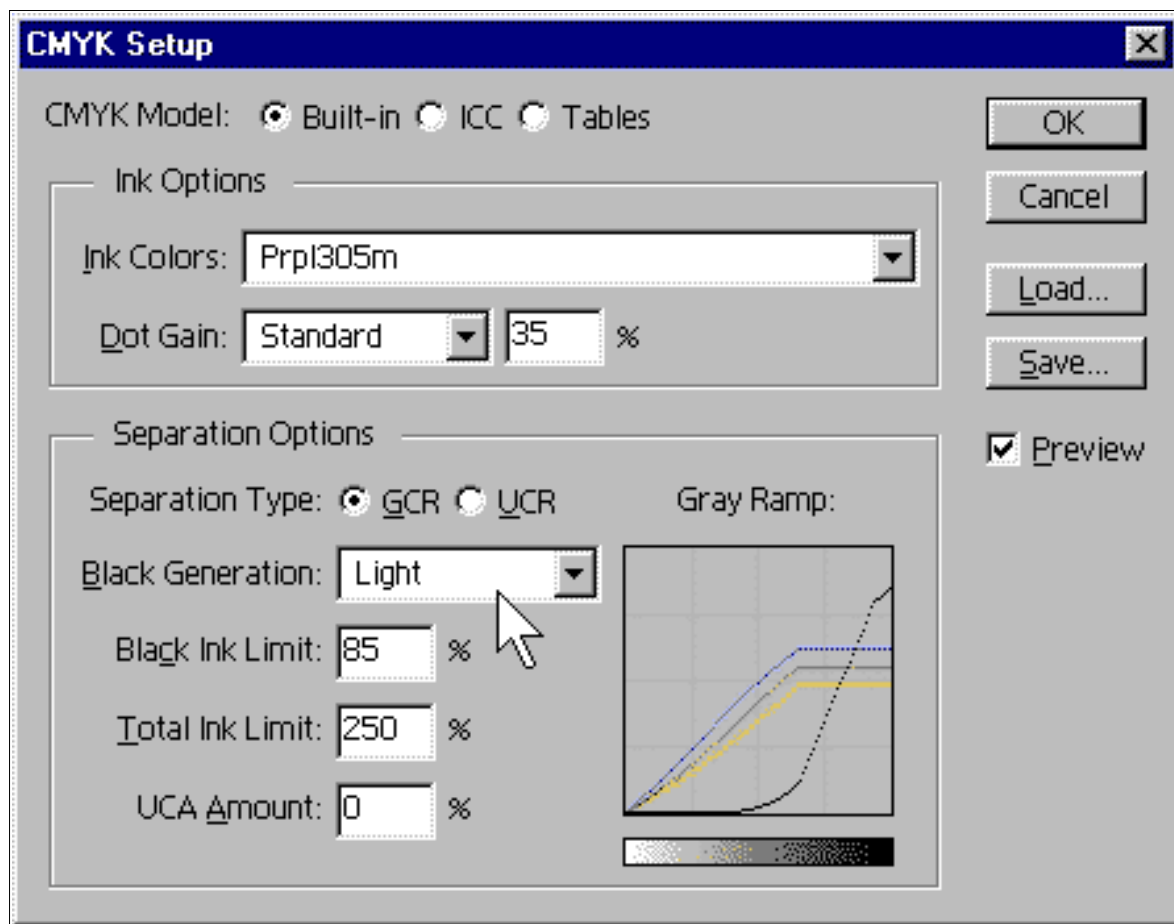 CMYK Setup
CMYK Model: Built-in ICC Tables
OK
Ink Options
Cancel
Ink Colors: Prpl305m
Load...
Dot Gain: Standard 35 %
Save...
Separation Options
Preview
Separation Type: GCR UCR Gray Ramp:
Black Generation: Light
Black Ink Limit: 85 %
Total Ink Limit: 250 %
UCA Amount: 0 %